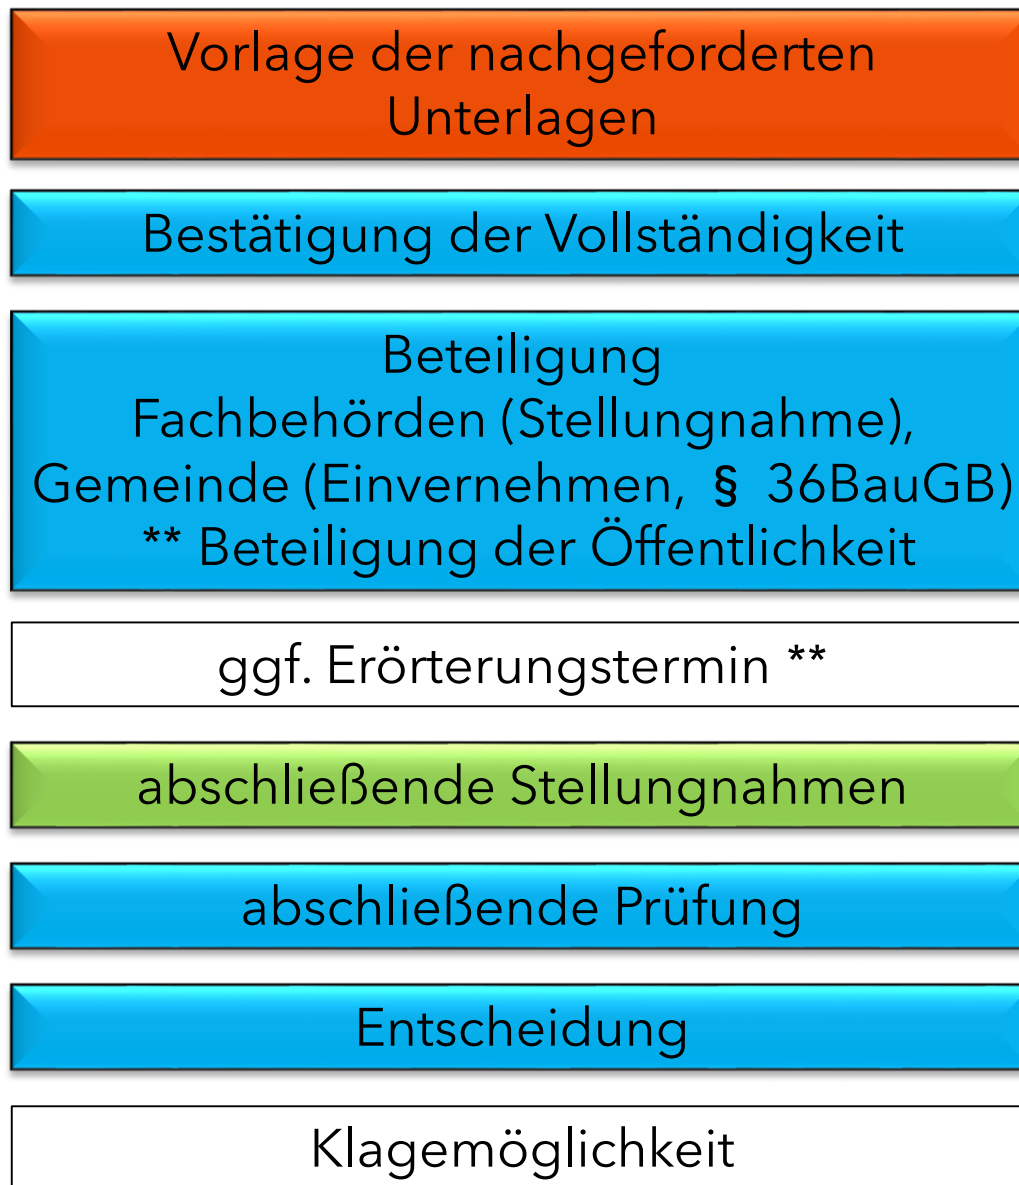 Vorlage der nachgeforderten
Unterlagen
Bestätigung der Vollständigkeit
Beteiligung
Fachbehörden (Stellungnahme),
Gemeinde (Einvernehmen, § 36BauGB)
** Beteiligung der Öffentlichkeit
ggf. Erörterungstermin **
abschließende Stellungnahmen
abschließende Prüfung
Entscheidung
Klagemöglichkeit